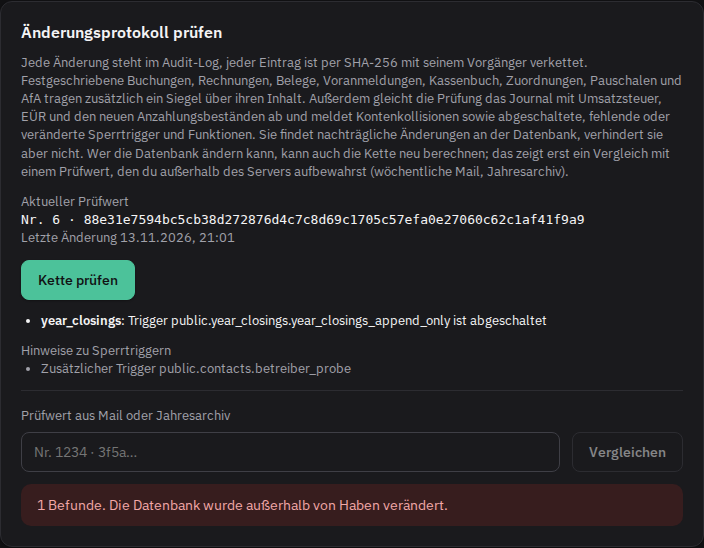 Änderungsprotokoll prüfen
Jede Änderung steht im Audit-Log, jeder Eintrag ist per SHA-256 mit seinem Vorgänger verkettet.
Festgeschriebene Buchungen, Rechnungen, Belege, Voranmeldungen, Kassenbuch, Zuordnungen, Pauschalen und
AfA tragen zusätzlich ein Siegel über ihren Inhalt. Außerdem gleicht die Prüfung das Journal mit Umsatzsteuer,
EÜR und den neuen Anzahlungsbeständen ab und meldet Kontenkollisionen sowie abgeschaltete, fehlende oder
veränderte Sperrtrigger und Funktionen. Sie findet nachträgliche Änderungen an der Datenbank, verhindert sie
aber nicht. Wer die Datenbank ändern kann, kann auch die Kette neu berechnen; das zeigt erst ein Vergleich mit
einem Prüfwert, den du außerhalb des Servers aufbewahrst (wöchentliche Mail, Jahresarchiv).
Aktueller Prüfwert
Nr. 6 · 88e31e7594bc5cb38d272876d4c7c8d69c1705c57efa0e27060c62c1af41f9a9
Letzte Änderung 13.11.2026, 21:01
Kette prüfen
• year_closings: Trigger public.year_closings.year_closings_append_only ist abgeschaltet
Hinweise zu Sperrtriggern
• Zusätzlicher Trigger public.contacts.betreiber_probe
Prüfwert aus Mail oder Jahresarchiv
Nr. 1234 · 3f5a…
Vergleichen
1 Befunde. Die Datenbank wurde außerhalb von Haben verändert.